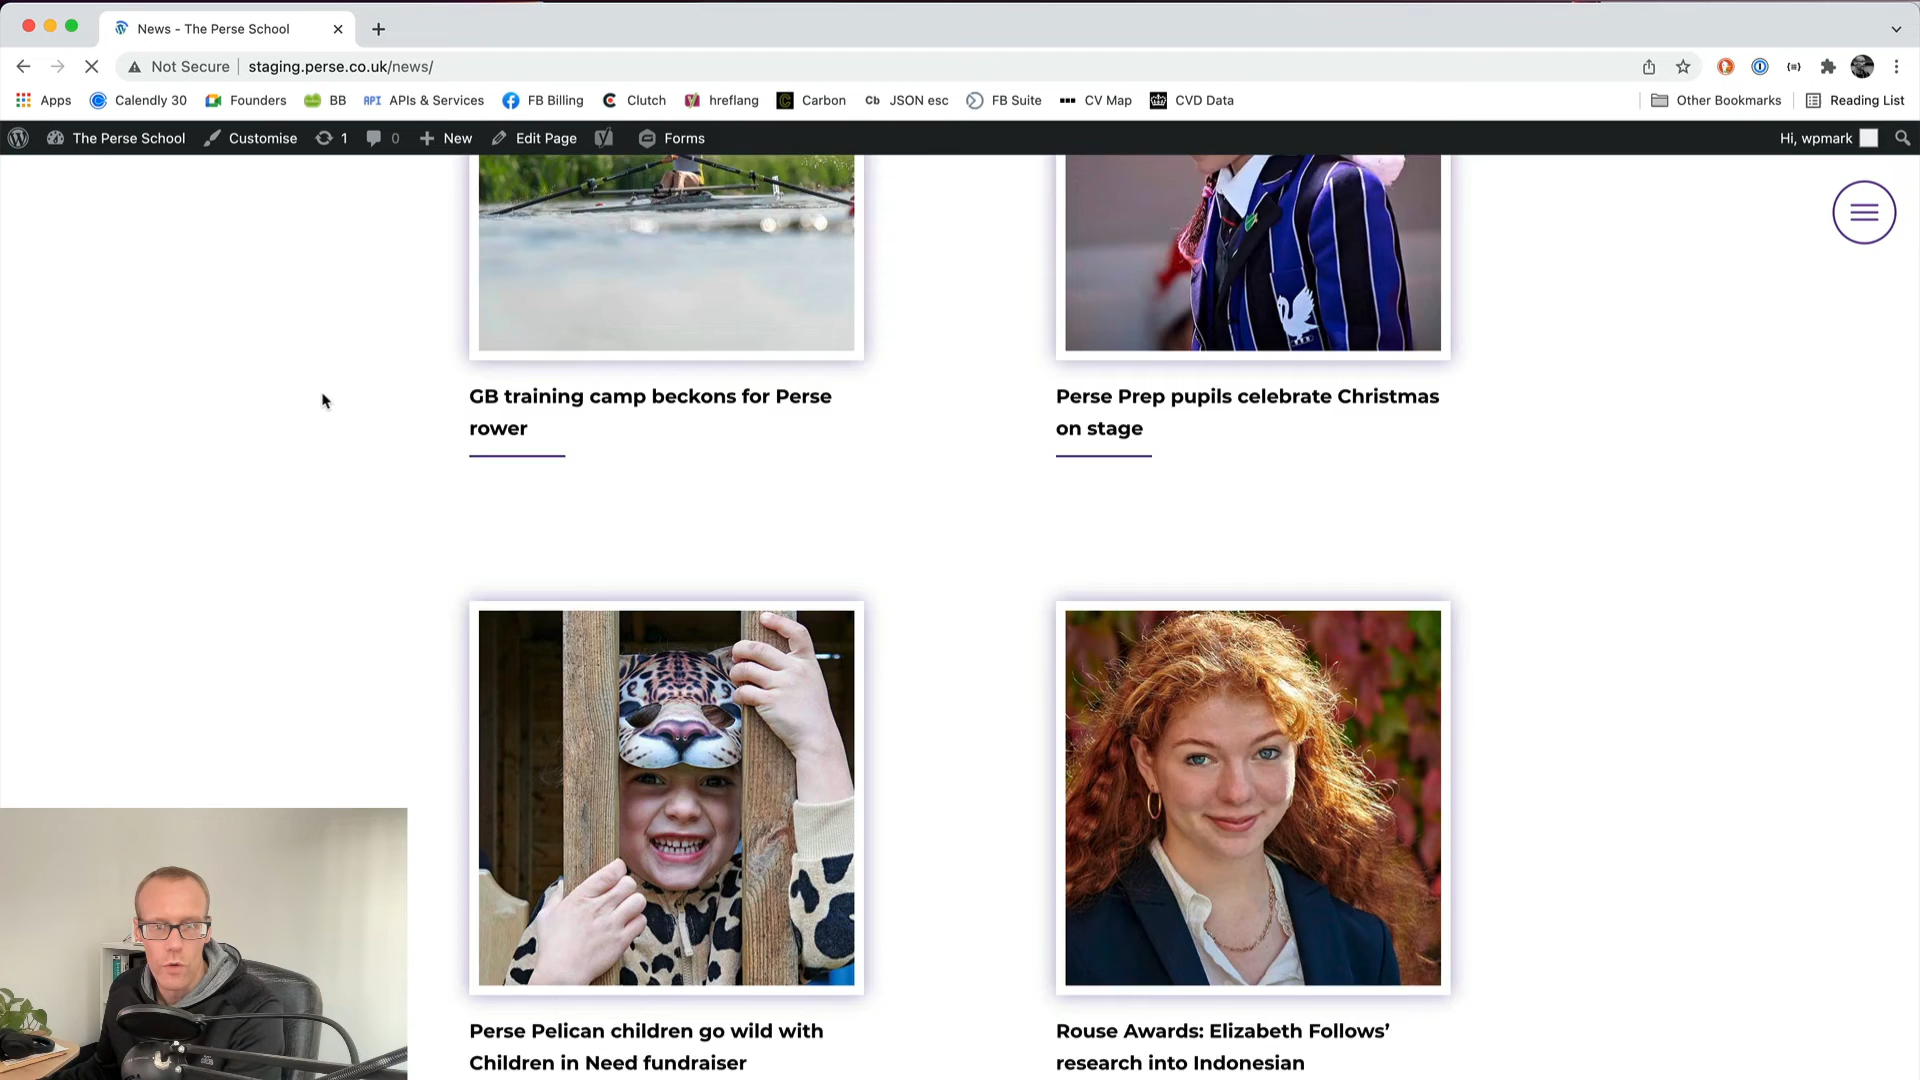 News - The Perse School
Not Secure staging.perse.co.uk/news/
Apps Calendly 30 Founders BB API APIs & Services FB Billing Clutch hreflang Carbon Cb JSON esc FB Suite CV Map CVD Data Other Bookmarks Reading List
The Perse School Customise 1 0 New Edit Page Forms Hi, wpmark
GB training camp beckons for Perse
rower
Perse Prep pupils celebrate Christmas
on stage
Perse Pelican children go wild with
Children in Need fundraiser
Rouse Awards: Elizabeth Follows’
research into Indonesian